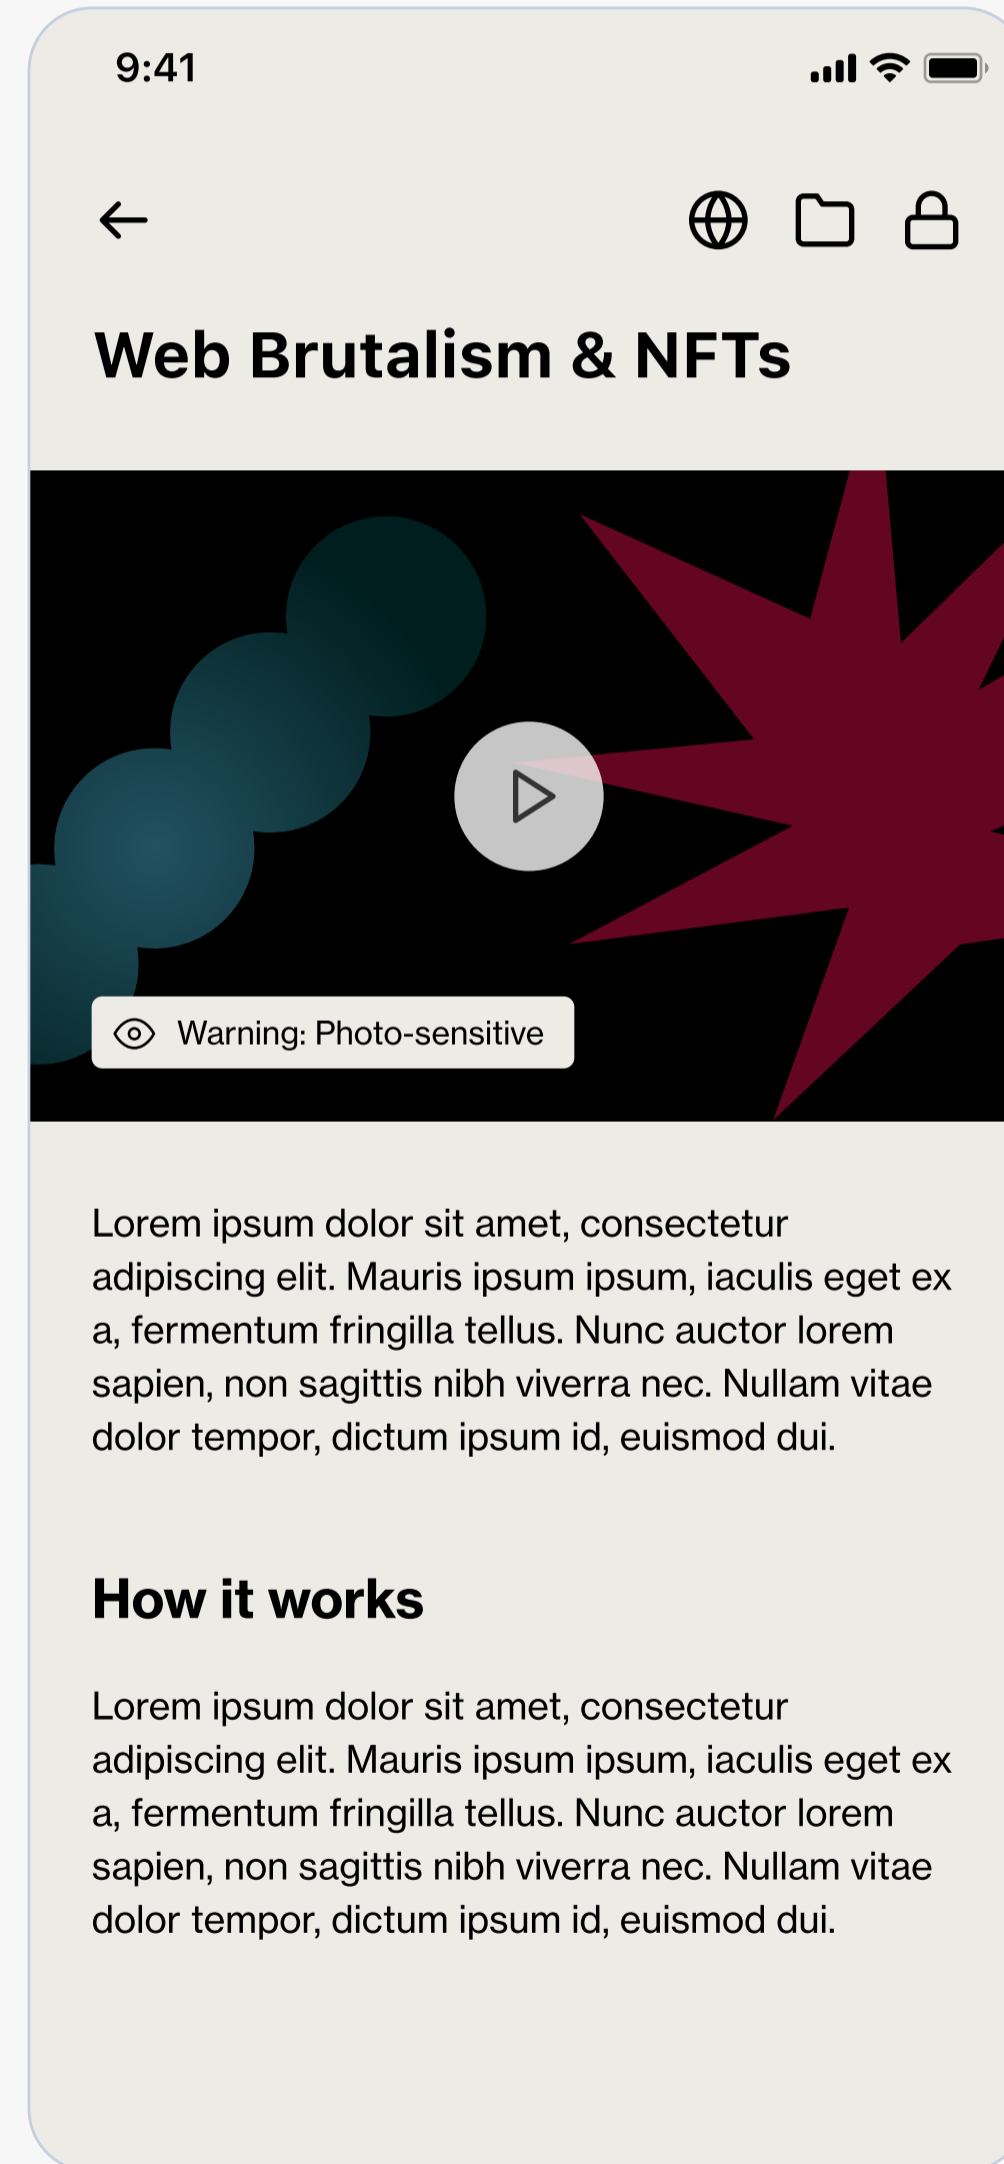 9:41
Web Brutalism & NFTs
Warning: Photo-sensitive
Lorem ipsum dolor sit amet, consectetur
adipiscing elit. Mauris ipsum ipsum, iaculis eget ex
a, fermentum fringilla tellus. Nunc auctor lorem
sapien, non sagittis nibh viverra nec. Nullam vitae
dolor tempor, dictum ipsum id, euismod dui.
How it works
Lorem ipsum dolor sit amet, consectetur
adipiscing elit. Mauris ipsum ipsum, iaculis eget ex
a, fermentum fringilla tellus. Nunc auctor lorem
sapien, non sagittis nibh viverra nec. Nullam vitae
dolor tempor, dictum ipsum id, euismod dui.